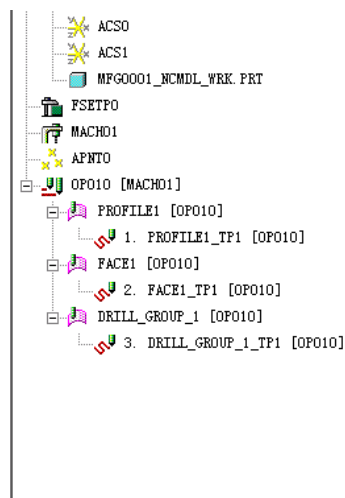 ACS0
ACS1
MFG0001_NCMDL_WRK.PRT
FSETP0
MACH01
APNT0
OP010 [MACH01]
PROFILE1 [OP010]
1. PROFILE1_TP1 [OP010]
FACE1 [OP010]
2. FACE1_TP1 [OP010]
DRILL_GROUP_1 [OP010]
3. DRILL_GROUP_1_TP1 [OP010]